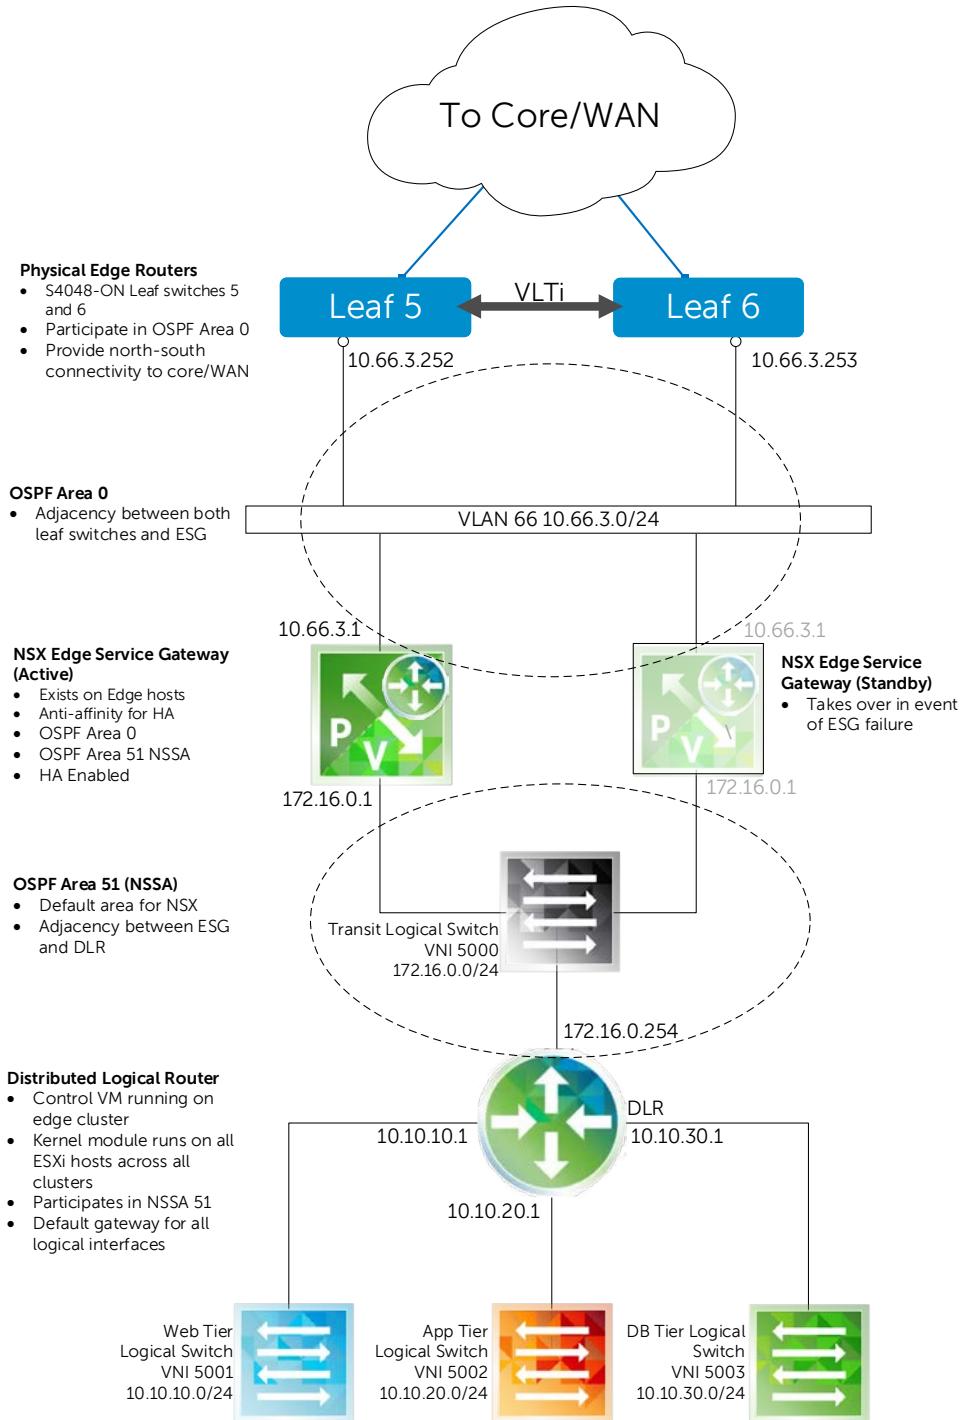 To Core/WAN
Physical Edge Routers
• S4048-ON Leaf switches 5
and 6
• Participate in OSPF Area 0
• Provide north-south
connectivity to core/WAN
Leaf 5
VLTi
Leaf 6
10.66.3.252
10.66.3.253
OSPF Area 0
• Adjacency between both
leaf switches and ESG
VLAN 66 10.66.3.0/24
10.66.3.1
10.66.3.1
NSX Edge Service Gateway
(Active)
• Exists on Edge hosts
• Anti-affinity for HA
• OSPF Area 0
• OSPF Area 51 NSSA
• HA Enabled
P
V
P
V
NSX Edge Service
Gateway (Standby)
• Takes over in event
of ESG failure
172.16.0.1
172.16.0.1
OSPF Area 51 (NSSA)
• Default area for NSX
• Adjacency between ESG
and DLR
Transit Logical Switch
VNI 5000
172.16.0.0/24
172.16.0.254
Distributed Logical Router
• Control VM running on
edge cluster
• Kernel module runs on all
ESXi hosts across all
clusters
• Participates in NSSA 51
• Default gateway for all
logical interfaces
DLR
10.10.10.1
10.10.30.1
10.10.20.1
Web Tier
Logical Switch
VNI 5001
10.10.10.0/24
App Tier
Logical Switch
VNI 5002
10.10.20.0/24
DB Tier Logical
Switch
VNI 5003
10.10.30.0/24